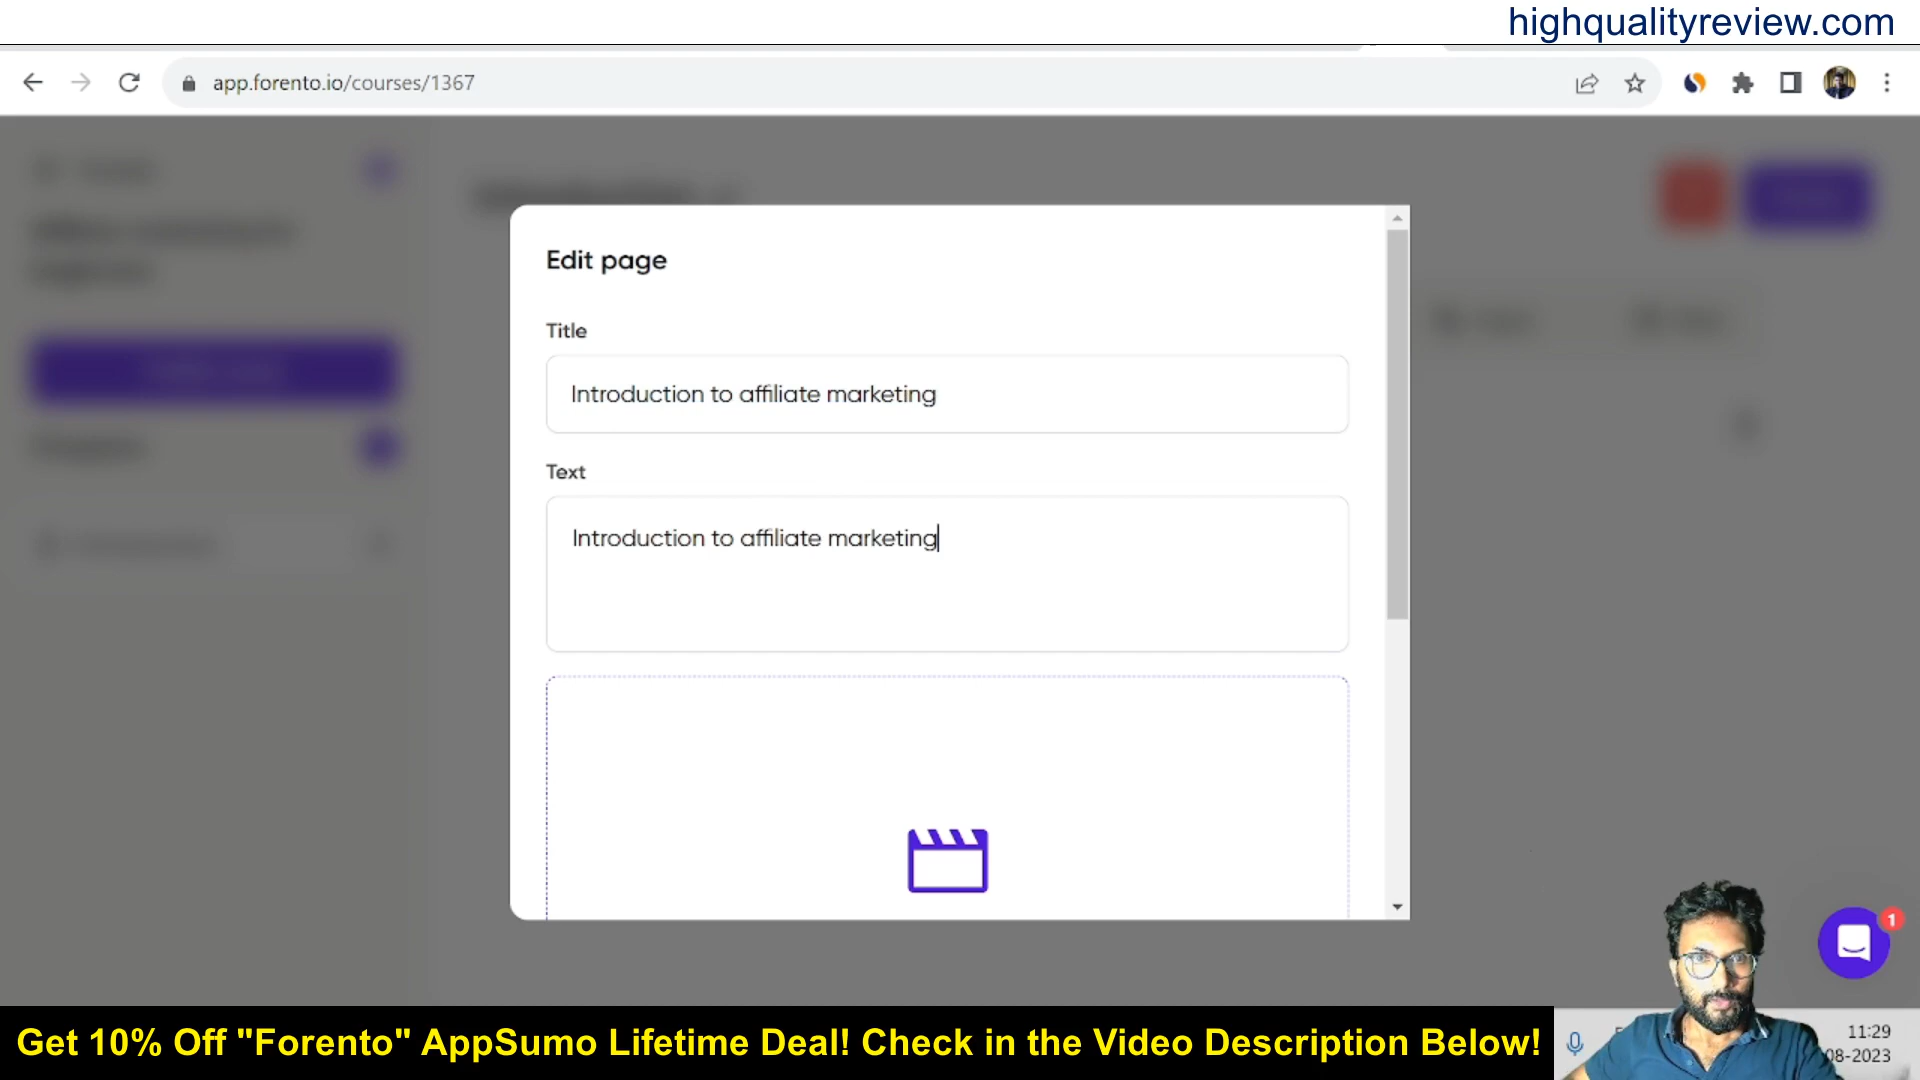 highqualityreview.com
app.forento.io/courses/1367
Edit page
Title
Introduction to affiliate marketing
Text
Introduction to affiliate marketing
1
Get 10% Off "Forento" AppSumo Lifetime Deal! Check in the Video Description Below!
11:29
08-2023